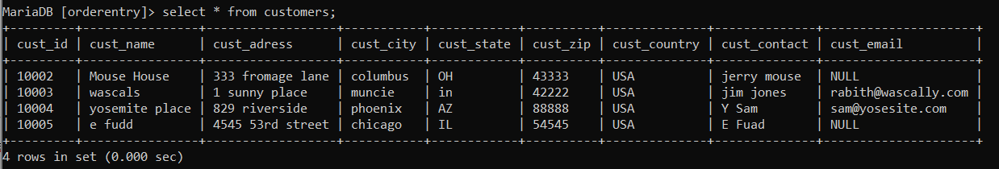 MariaDB [orderentry]> select * from customers;
+---------+----------------+------------------+-----------+------------+----------+--------------+--------------+---------------------+
| cust_id | cust_name      | cust_adress      | cust_city | cust_state | cust_zip | cust_country | cust_contact | cust_email          |
+---------+----------------+------------------+-----------+------------+----------+--------------+--------------+---------------------+
| 10002   | Mouse House    | 333 fromage lane | columbus  | OH         | 43333    | USA          | jerry mouse  | NULL                |
| 10003   | wascals        | 1 sunny place    | muncie    | in         | 42222    | USA          | jim jones    | rabith@wascally.com |
| 10004   | yosemite place | 829 riverside    | phoenix   | AZ         | 88888    | USA          | Y Sam        | sam@yosesite.com    |
| 10005   | e fudd         | 4545 53rd street | chicago   | IL         | 54545    | USA          | E Fuad       | NULL                |
+---------+----------------+------------------+-----------+------------+----------+--------------+--------------+---------------------+
4 rows in set (0.000 sec)